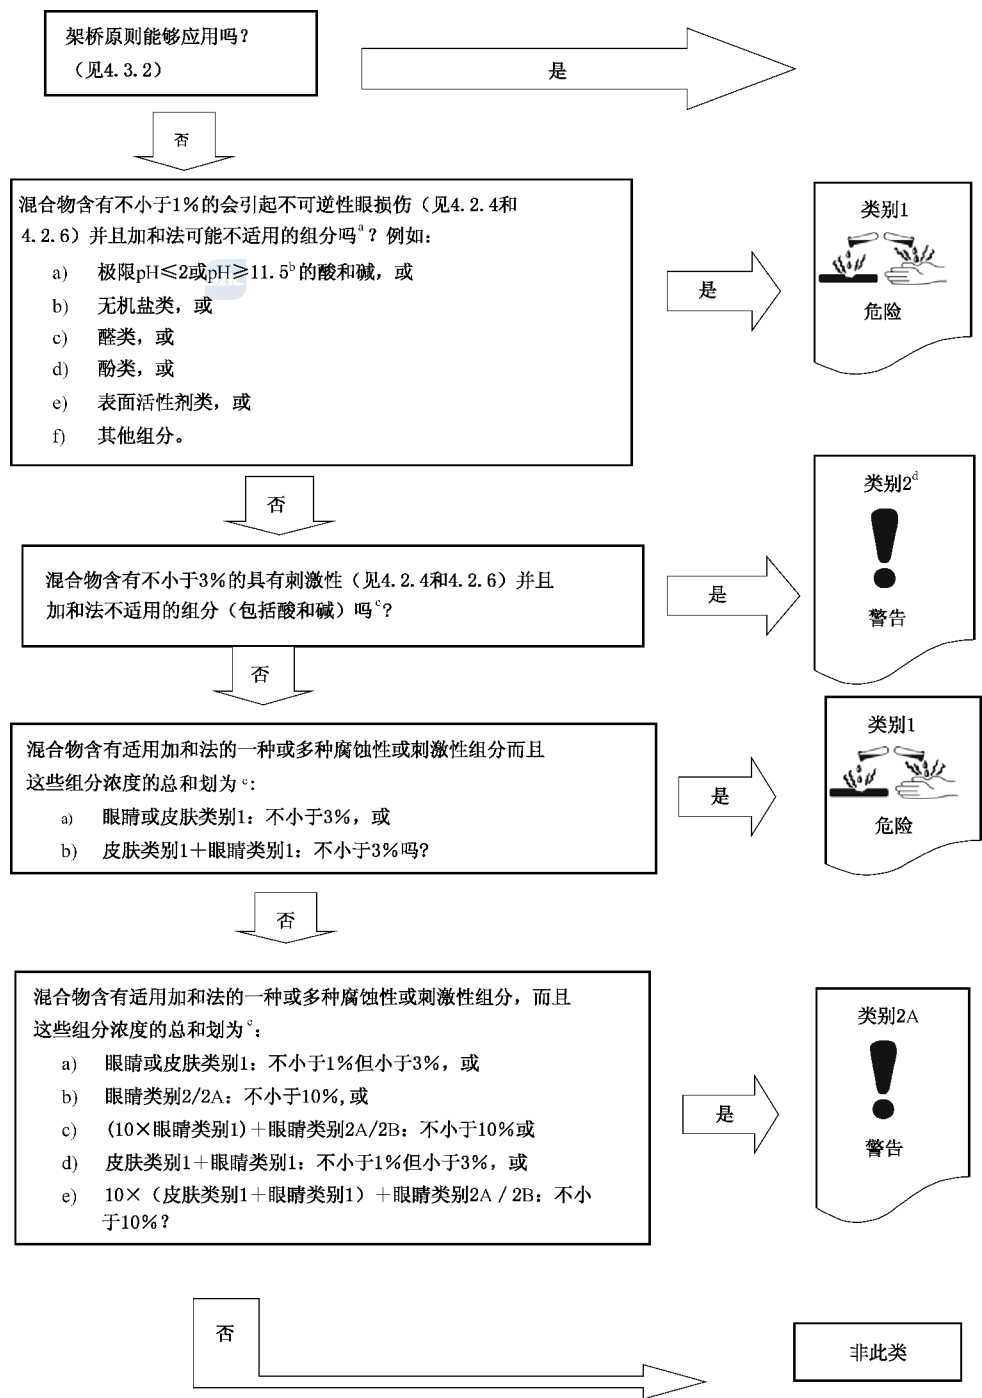 架桥原则能够应用吗?
(见4.3.2)
是
否
混合物含有不小于1%的会引起不可逆性眼损伤(见4.2.4和
4.2.6)并且加和法可能不适用的组分吗a?例如:
a) 极限pH≤2或pH≥11.5b的酸和碱,或
b) 无机盐类,或
c) 醛类,或
d) 酚类,或
e) 表面活性剂类,或
f) 其他组分。
是
类别1
危险
否
混合物含有不小于3%的具有刺激性(见4.2.4和4.2.6)并且
加和法不适用的组分(包括酸和碱)吗c?
是
类别2d
警告
否
混合物含有适用加和法的一种或多种腐蚀性或刺激性组分而且
这些组分浓度的总和划为c:
a) 眼睛或皮肤类别1:不小于3%,或
b) 皮肤类别1+眼睛类别1:不小于3%吗?
是
类别1
危险
否
混合物含有适用加和法的一种或多种腐蚀性或刺激性组分,而且
这些组分浓度的总和划为c:
a) 眼睛或皮肤类别1:不小于1%但小于3%,或
b) 眼睛类别2/2A:不小于10%,或
c) (10×眼睛类别1)+眼睛类别2A/2B:不小于10%或
d) 皮肤类别1+眼睛类别1:不小于1%但小于3%,或
e) 10×(皮肤类别1+眼睛类别1)+眼睛类别2A/2B:不小
于10%?
是
类别2A
警告
否
非此类